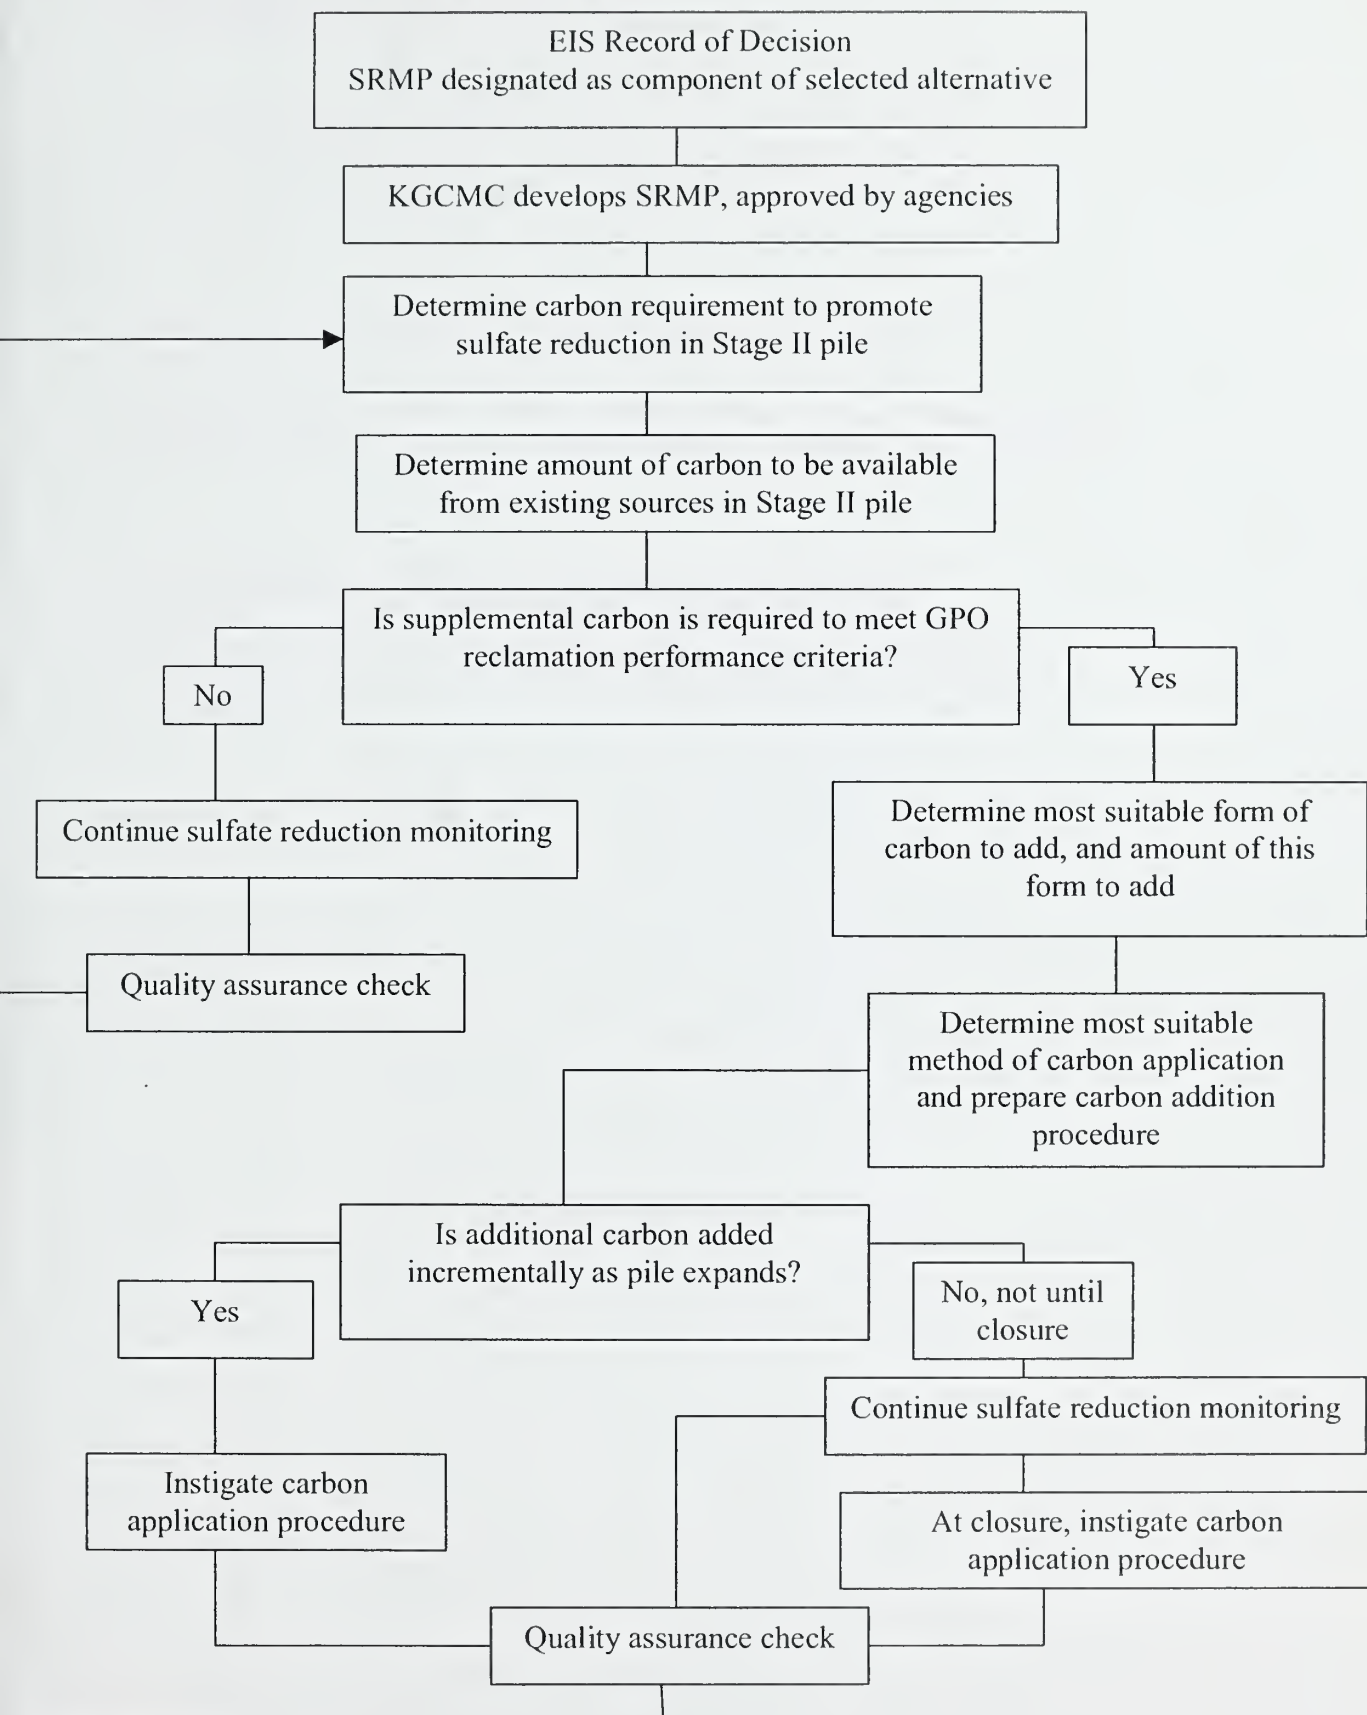 EIS Record of Decision
SRMP designated as component of selected alternative
KGCMC develops SRMP, approved by agencies
Determine carbon requirement to promote
sulfate reduction in Stage II pile
Determine amount of carbon to be available
from existing sources in Stage II pile
Is supplemental carbon is required to meet GPO
reclamation performance criteria?
No
Yes
Continue sulfate reduction monitoring
Determine most suitable form of
carbon to add, and amount of this
form to add
Quality assurance check
Determine most suitable
method of carbon application
and prepare carbon addition
procedure
Is additional carbon added
incrementally as pile expands?
Yes
No, not until
closure
Continue sulfate reduction monitoring
Instigate carbon
application procedure
At closure, instigate carbon
application procedure
Quality assurance check